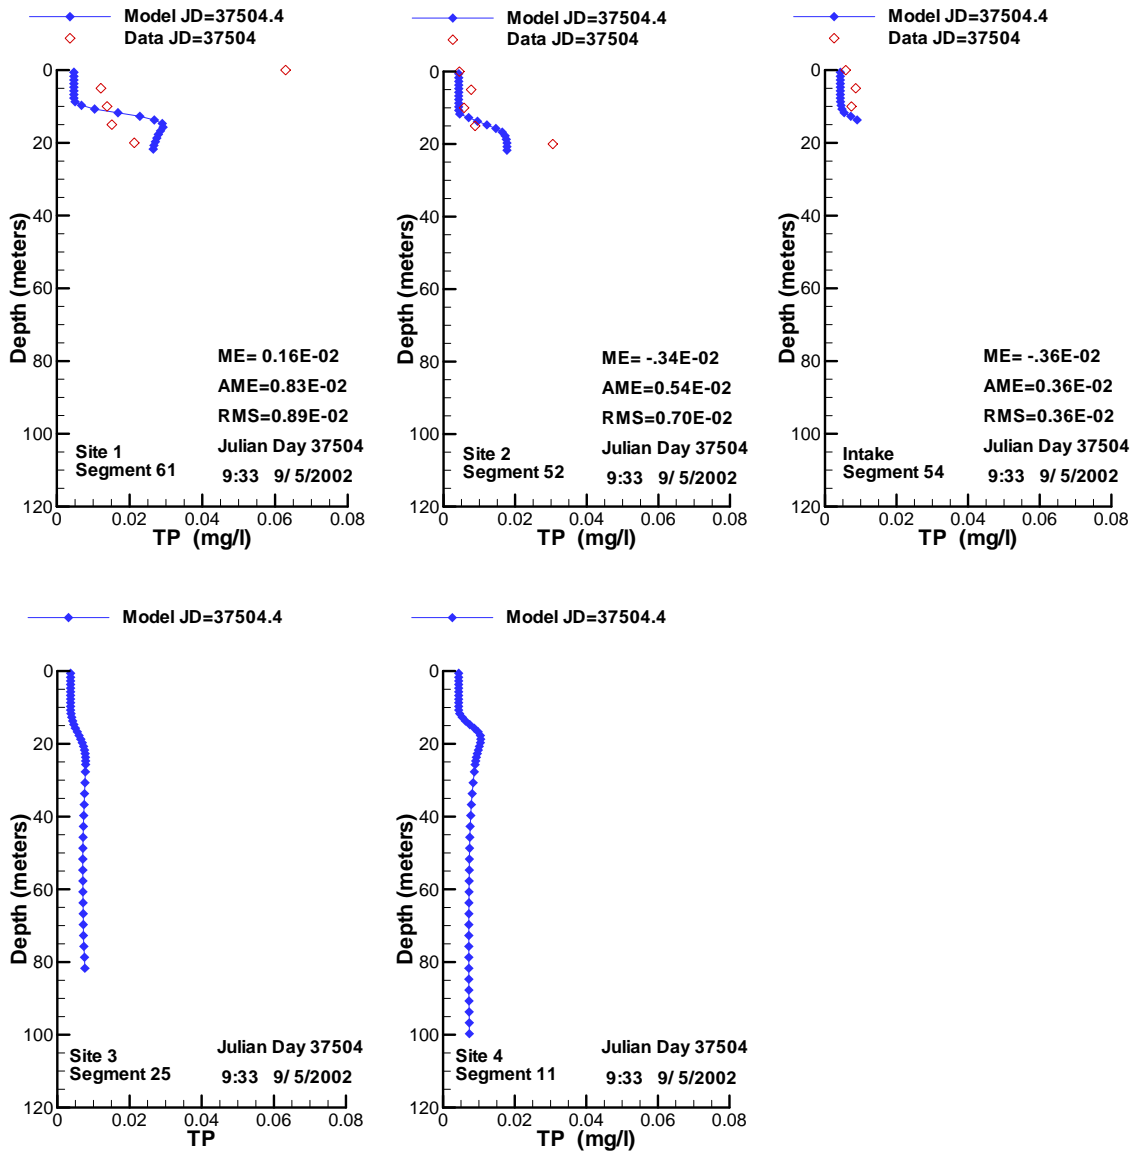 Model JD=37504.4
Data JD=37504
0
20
40
60
80
100
120
Depth (meters)
ME= 0.16E-02
AME=0.83E-02
RMS=0.89E-02
Site 1
Segment 61
Julian Day 37504
9:33 9/ 5/2002
0 0.02 0.04 0.06 0.08
TP (mg/l)
Model JD=37504.4
Data JD=37504
0
20
40
60
80
100
120
Depth (meters)
ME= -.34E-02
AME=0.54E-02
RMS=0.70E-02
Site 2
Segment 52
Julian Day 37504
9:33 9/ 5/2002
0 0.02 0.04 0.06 0.08
TP (mg/l)
Model JD=37504.4
Data JD=37504
0
20
40
60
80
100
120
Depth (meters)
ME= -.36E-02
AME=0.36E-02
RMS=0.36E-02
Intake
Segment 54
Julian Day 37504
9:33 9/ 5/2002
0 0.02 0.04 0.06 0.08
TP (mg/l)
Model JD=37504.4
0
20
40
60
80
100
120
Depth (meters)
Site 3
Segment 25
Julian Day 37504
9:33 9/ 5/2002
0 0.02 0.04 0.06 0.08
TP
Model JD=37504.4
0
20
40
60
80
100
120
Depth (meters)
Site 4
Segment 11
Julian Day 37504
9:33 9/ 5/2002
0 0.02 0.04 0.06 0.08
TP (mg/l)